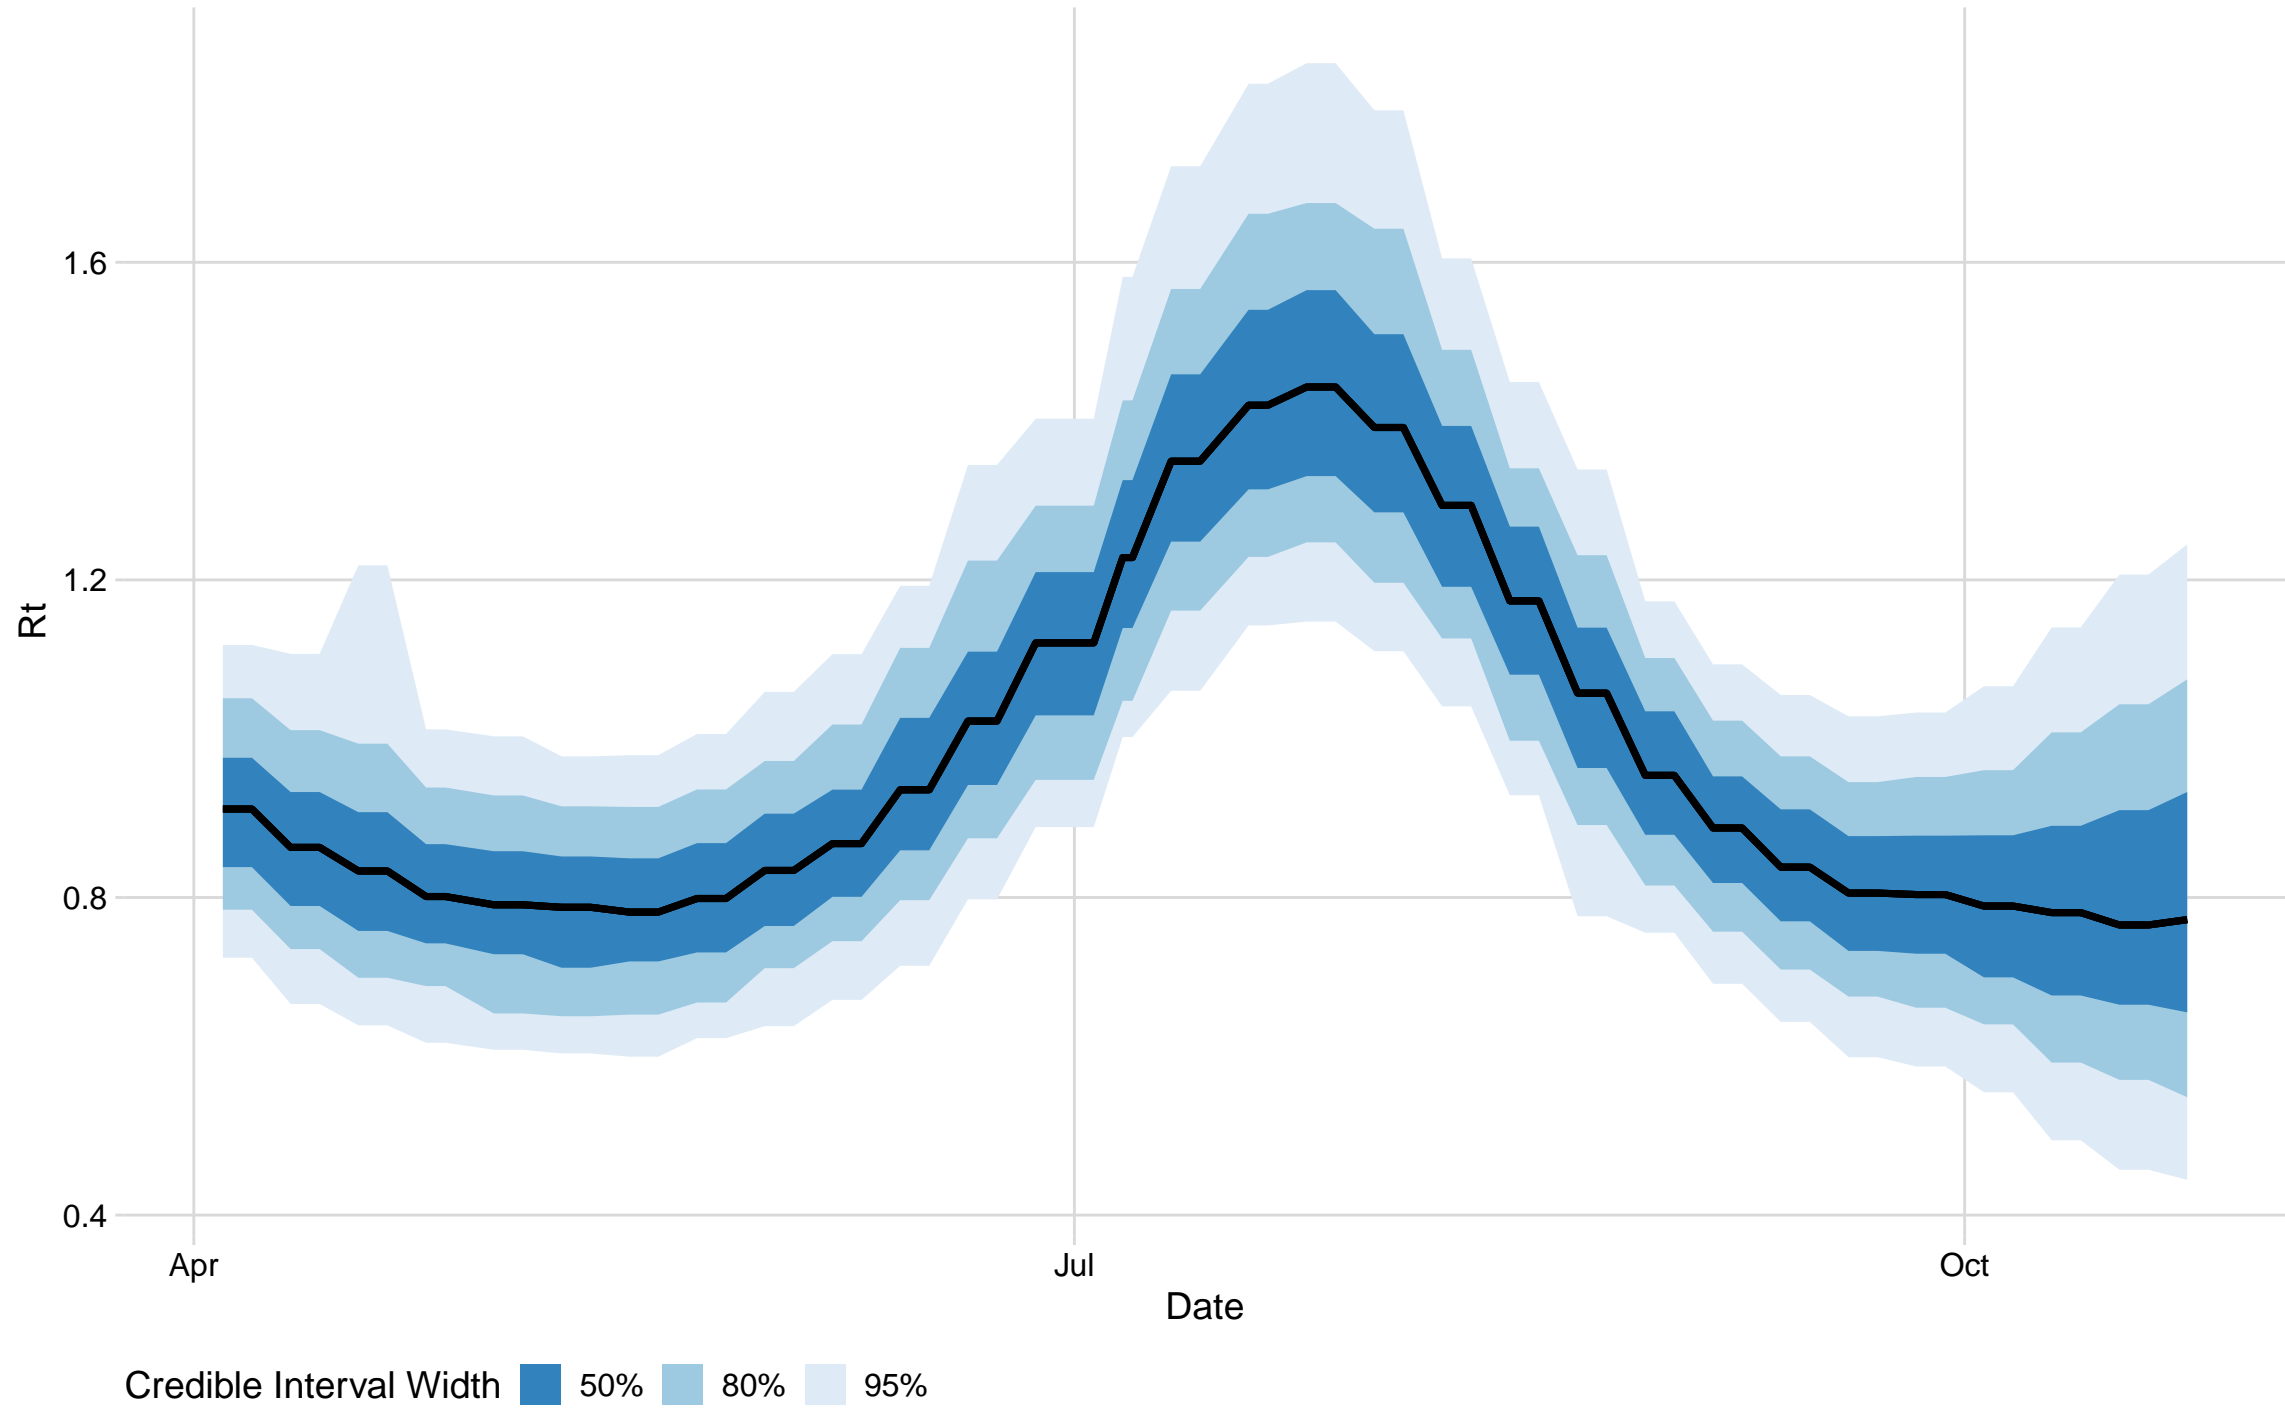 1.6
1.2
0.8
0.4
Rt
Apr Jul Oct
Date
Credible Interval Width 50% 80% 95%